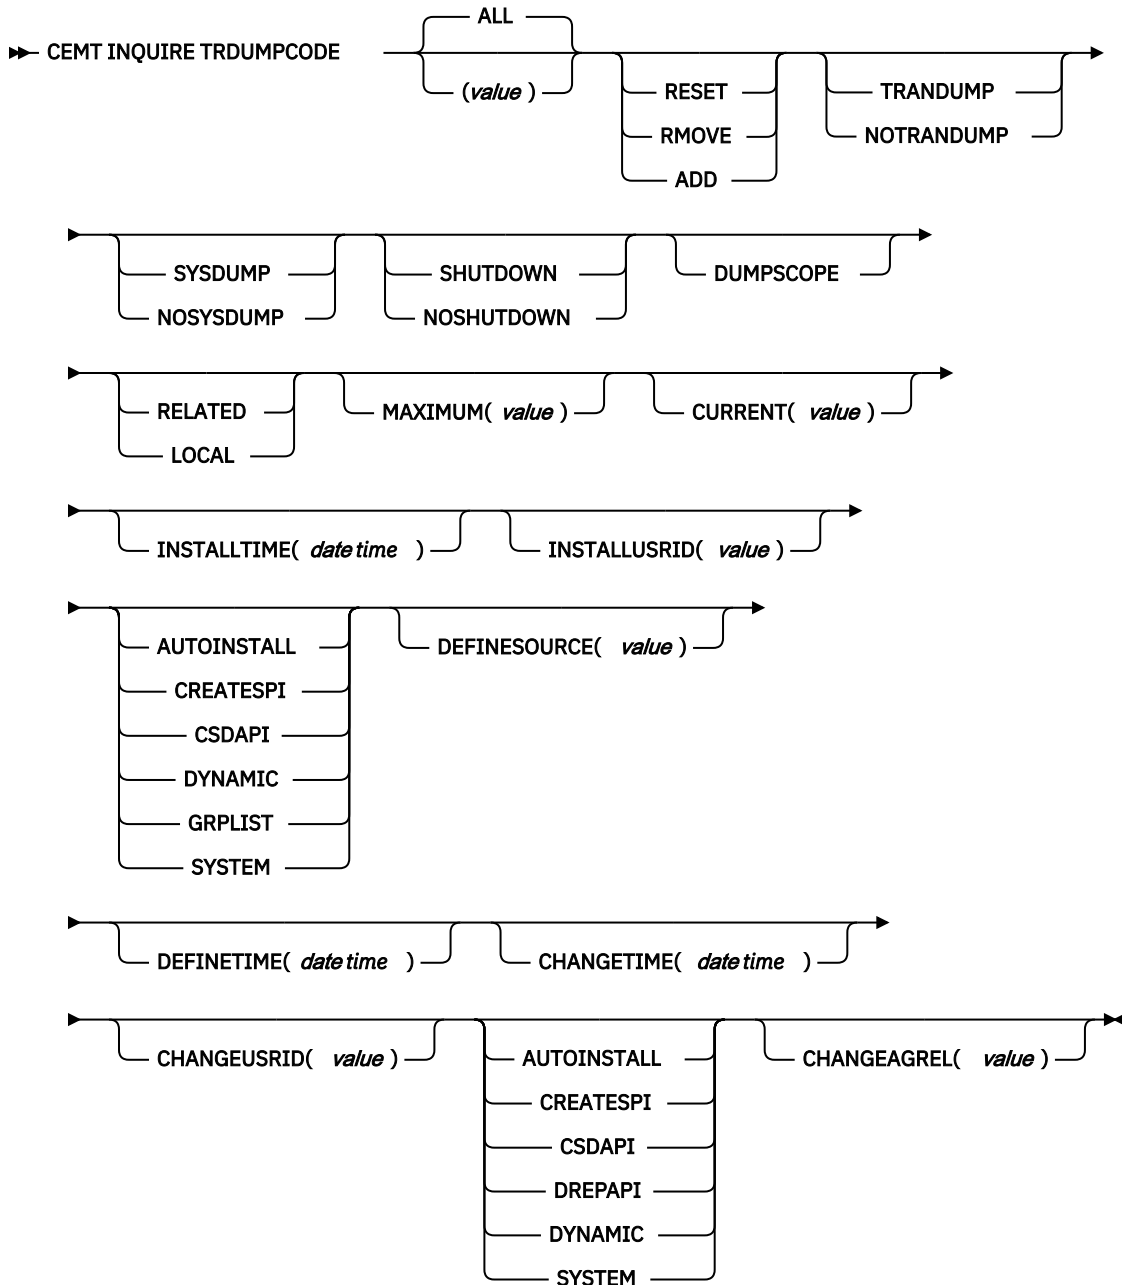 ALL
CEMT INQUIRE TRDUMPCODE
(value )
RESET
RMOVE
ADD
TRANDUMP
NOTRANDUMP
SYSDUMP
NOSYSDUMP
SHUTDOWN
NOSHUTDOWN
DUMPSCOPE
RELATED
LOCAL
MAXIMUM( value )
CURRENT( value )
INSTALLTIME( date time )
INSTALLUSRID( value )
AUTOINSTALL
CREATESPI
CSDAPI
DYNAMIC
GRPLIST
SYSTEM
DEFINESOURCE( value )
DEFINETIME( date time )
CHANGETIME( date time )
CHANGEUSRID( value )
AUTOINSTALL
CREATESPI
CSDAPI
DREPAPI
DYNAMIC
SYSTEM
CHANGEAGREL( value )